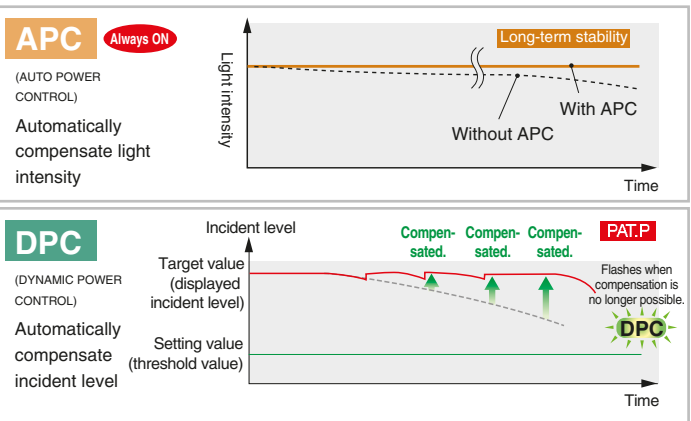 APC
Always ON
(AUTO POWER
CONTROL)
Automatically
compensate light
intensity
Light intensity
Long-term stability
With APC
Without APC
Time
DPC
(DYNAMIC POWER
CONTROL)
Automatically
compensate
incident level
Incident level
Target value
(displayed
incident level)
Setting value
(threshold value)
Compen-
sated.
Compen-
sated.
Compen-
sated.
PAT.P
Flashes when
compensation is
no longer possible.
DPC
Time